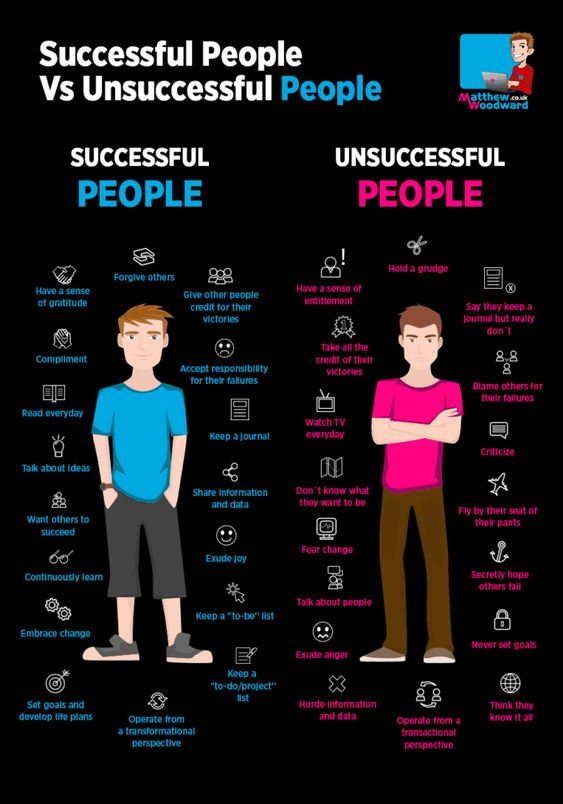 Successful People
Vs Unsuccessful People
Matthew.co.uk
Woodward
SUCCESSFUL
PEOPLE
Have a sense
of gratitude
Forgive others
Give other people
credit for their
victories
Compliment
Accept responsibility
for their failures
Read everyday
Keep a journal
Talk about ideas
Share information
and data
Want others to
succeed
Exude joy
Continuously learn
Keep a "to-be" list
Embrace change
Keep a
"to-do/project"
list
Set goals and
develop life plans
Operate from
a transformational
perspective
UNSUCCESSFUL
PEOPLE
Have a sense of
entitlement
Hold a grudge
Say they keep a
journal but really
don´t
Take all the
credit of their
victories
Blame others for
their failures
Watch TV
everyday
Criticize
Don´t know what
they want to be
Fly by their seat of
their pants
Fear change
Secretly hope
others fail
Talk about people
Never set goals
Exude anger
Horde information
and data
Operate from a
transactional
perspective
Think they
know it all